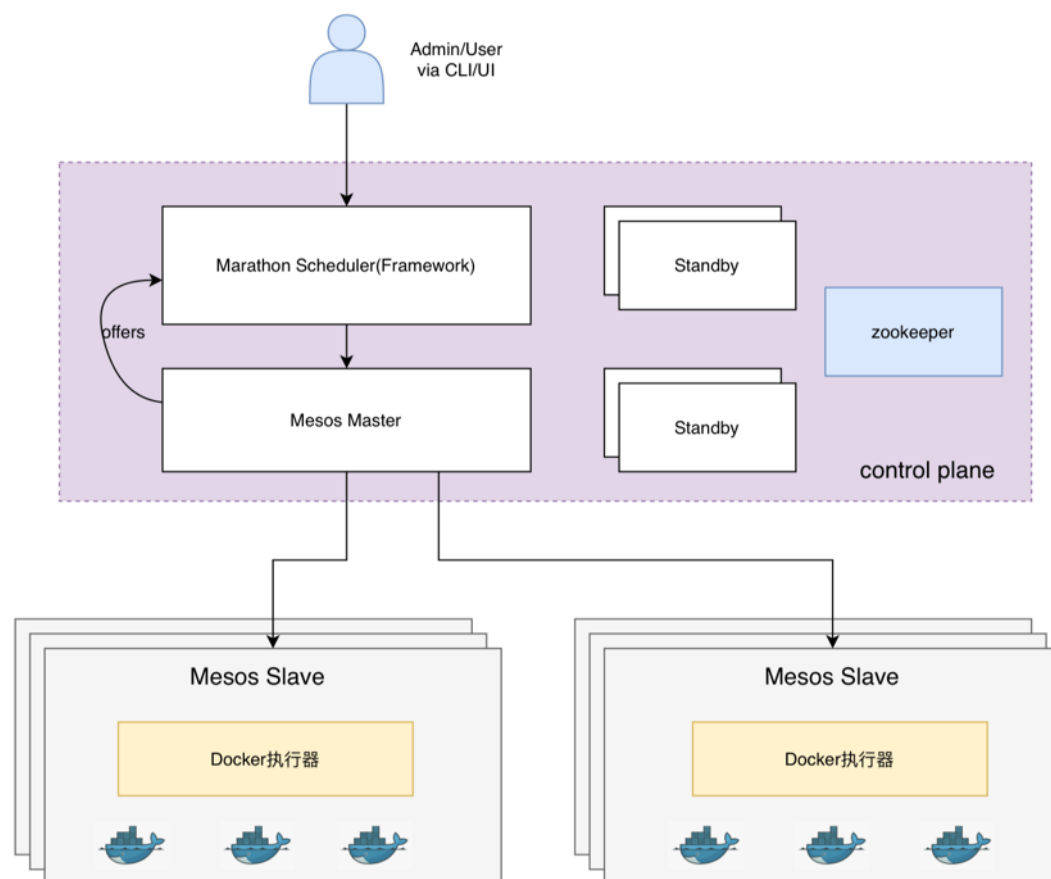 Admin/User
via CLI/UI
Marathon Scheduler(Framework)
Standby
offers
zookeeper
Mesos Master
Standby
control plane
Mesos Slave
Docker执行器
Mesos Slave
Docker执行器